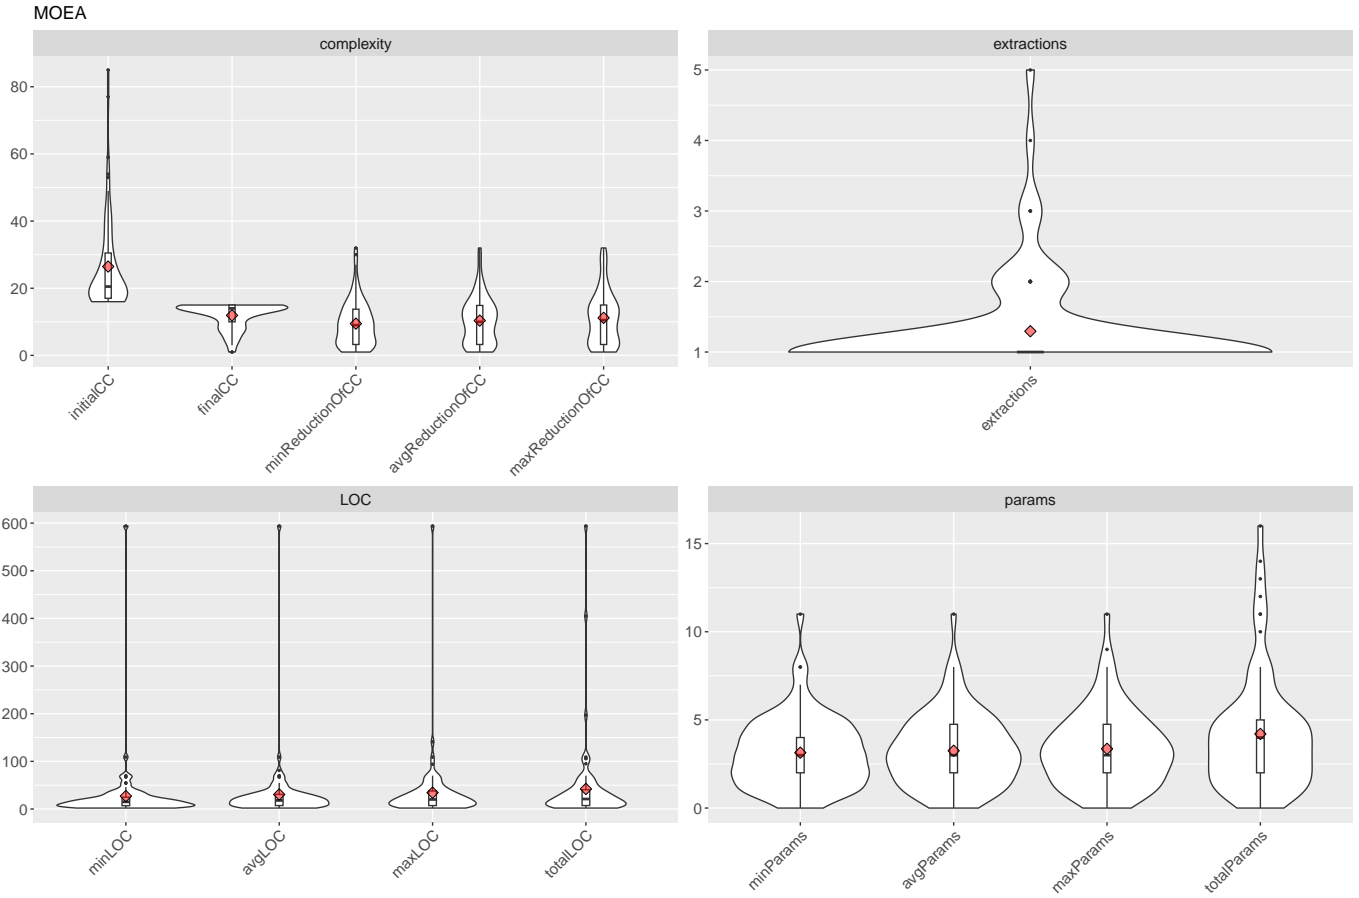 MOEA
complexity
80
60
40
20
0
initialCC
finalCC
minReductionOfCC
avgReductionOfCC
maxReductionOfCC
extractions
5
4
3
2
1
extractions
LOC
600
500
400
300
200
100
0
minLOC
avgLOC
maxLOC
totalLOC
params
15
10
5
0
minParams
avgParams
maxParams
totalParams